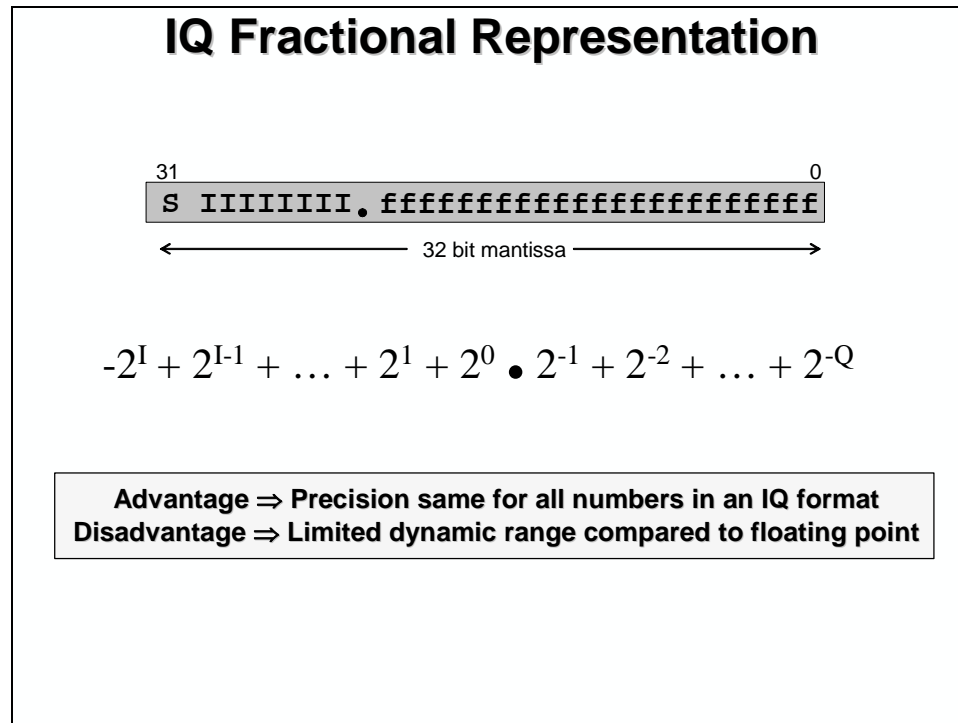 IQ Fractional Representation
31 0
S IIIIIIII.fffffffffffffffffffffff
32 bit mantissa
-2^I + 2^(I-1) + … + 2^1 + 2^0 • 2^-1 + 2^-2 + … + 2^-Q
Advantage ⇒ Precision same for all numbers in an IQ format
Disadvantage ⇒ Limited dynamic range compared to floating point